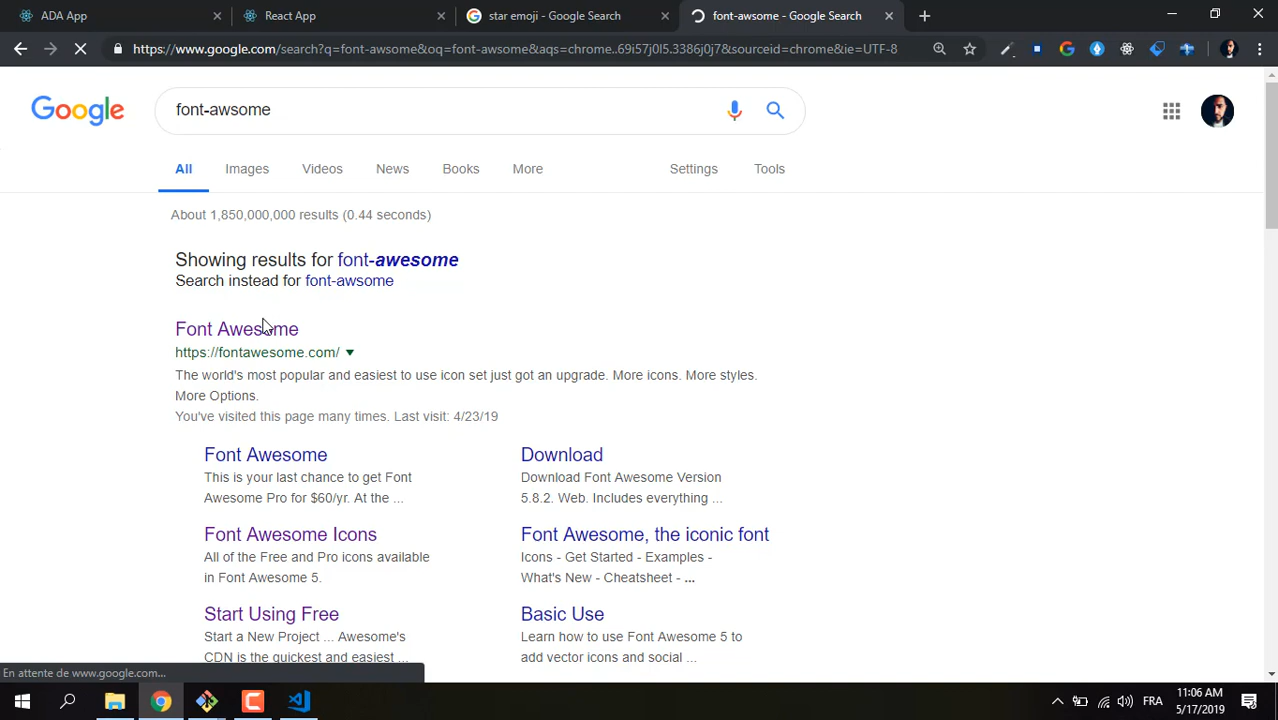 ADA App
React App
star emoji - Google Search
font-awsome - Google Search
https://www.google.com/search?q=font-awsome&oq=font-awsome&aqs=chrome..69i57j0l5.3386j0j7&sourceid=chrome&ie=UTF-8
Google
font-awsome
All Images Videos News Books More Settings Tools
About 1,850,000,000 results (0.44 seconds)
Showing results for font-awesome
Search instead for font-awsome
Font Awesome
https://fontawesome.com/
The world's most popular and easiest to use icon set just got an upgrade. More icons. More styles.
More Options.
You've visited this page many times. Last visit: 4/23/19
Font Awesome
This is your last chance to get Font
Awesome Pro for $60/yr. At the ...
Download
Download Font Awesome Version
5.8.2. Web. Includes everything ...
Font Awesome Icons
All of the Free and Pro icons available
in Font Awesome 5.
Font Awesome, the iconic font
Icons - Get Started - Examples -
What's New - Cheatsheet - ...
Start Using Free
Start a New Project ... Awesome's
CDN is the quickest and easiest ...
Basic Use
Learn how to use Font Awesome 5 to
add vector icons and social ...
En attente de www.google.com...
FRA
11:06 AM
5/17/2019